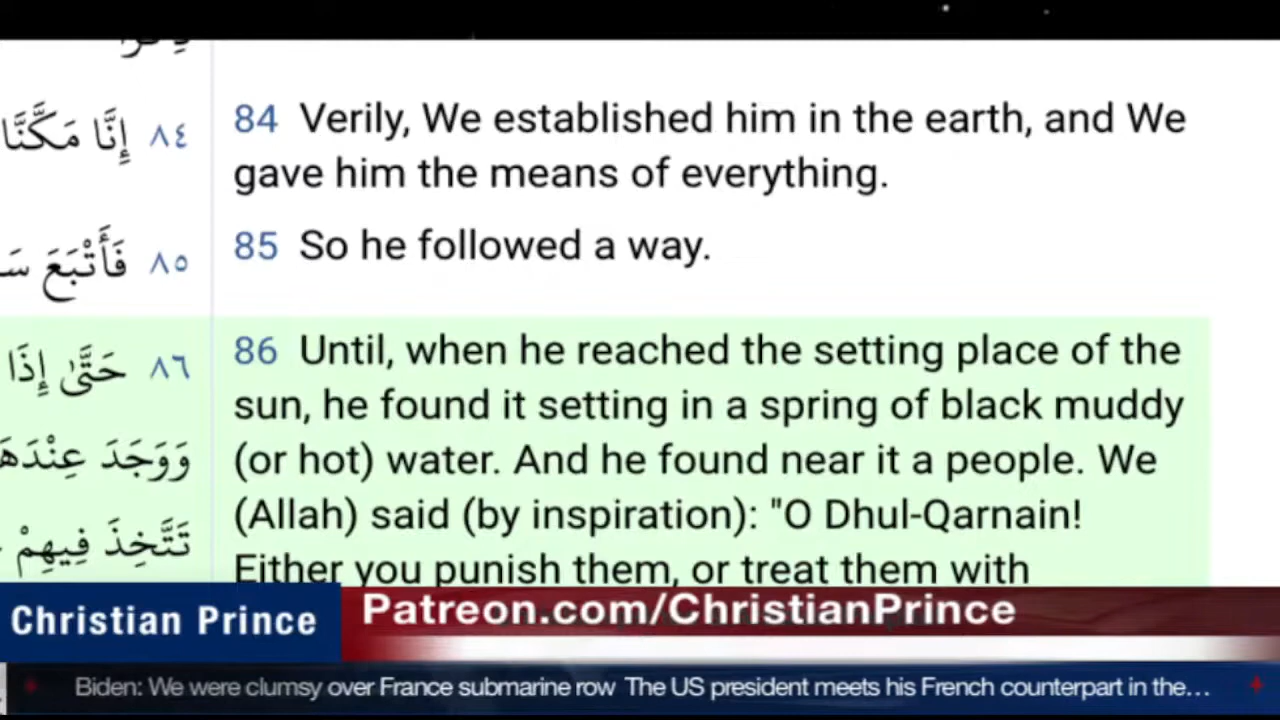 84 Verily, We established him in the earth, and We
gave him the means of everything.
٨٤ إِنَّا مَكَّنَّا
85 So he followed a way.
٨٥ فَأَتْبَعَ
86 Until, when he reached the setting place of the
sun, he found it setting in a spring of black muddy
(or hot) water. And he found near it a people. We
(Allah) said (by inspiration): "O Dhul-Qarnain!
Either you punish them, or treat them with
٨٦ حَتَّىٰ إِذَا
وَوَجَدَ
تَتَّخِذَ فِيهِمْ
Christian Prince
Patreon.com/ChristianPrince
Biden: We were clumsy over France submarine row The US president meets his French counterpart in the...